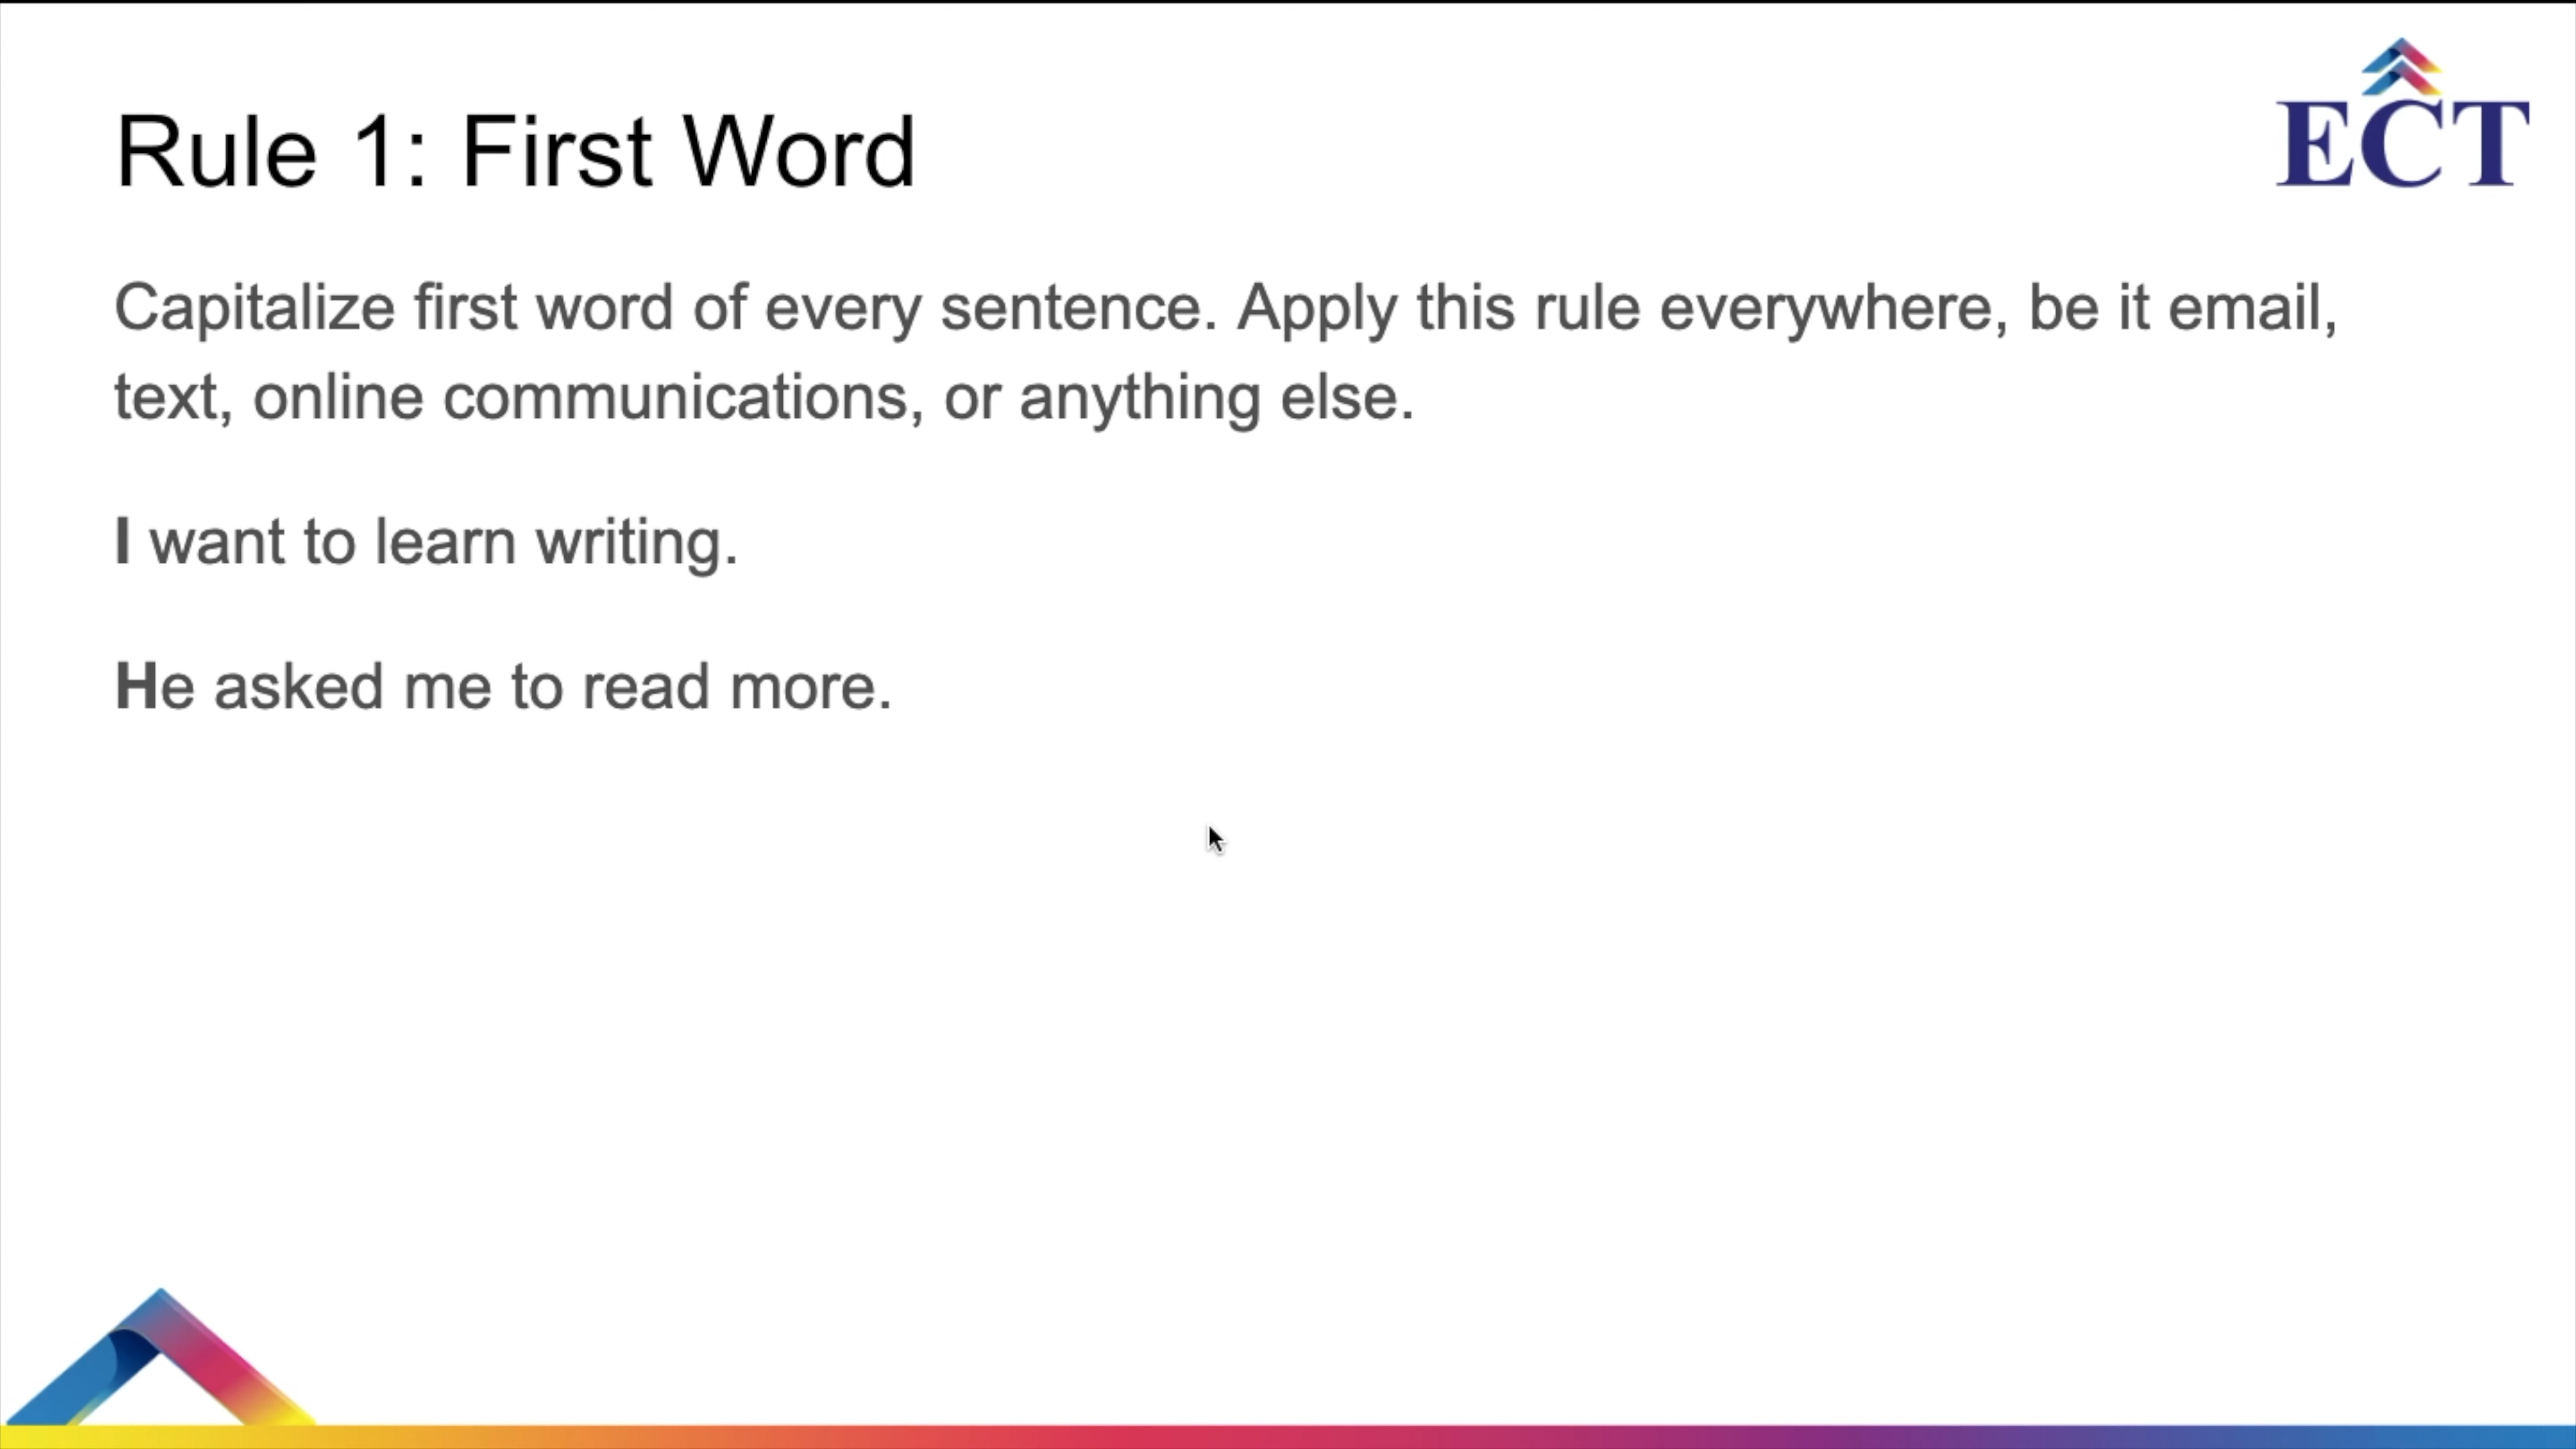 ECT
Rule 1: First Word
Capitalize first word of every sentence. Apply this rule everywhere, be it email,
text, online communications, or anything else.
I want to learn writing.
He asked me to read more.